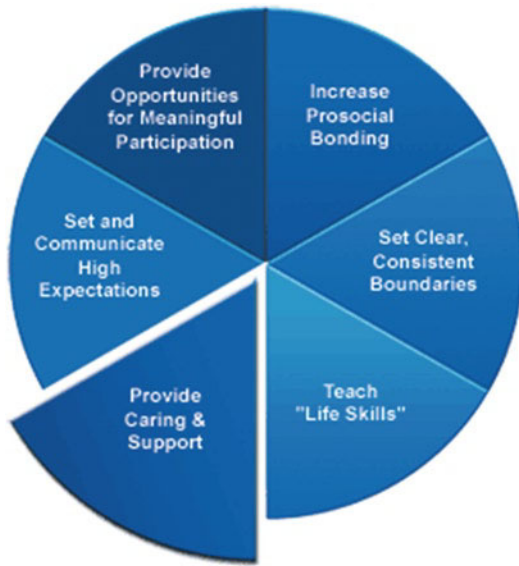 Provide
Opportunities
for Meaningful
Participation
Increase
Prosocial
Bonding
Set and
Communicate
High
Expectations
Set Clear,
Consistent
Boundaries
Provide
Caring &
Support
Teach
"Life Skills"